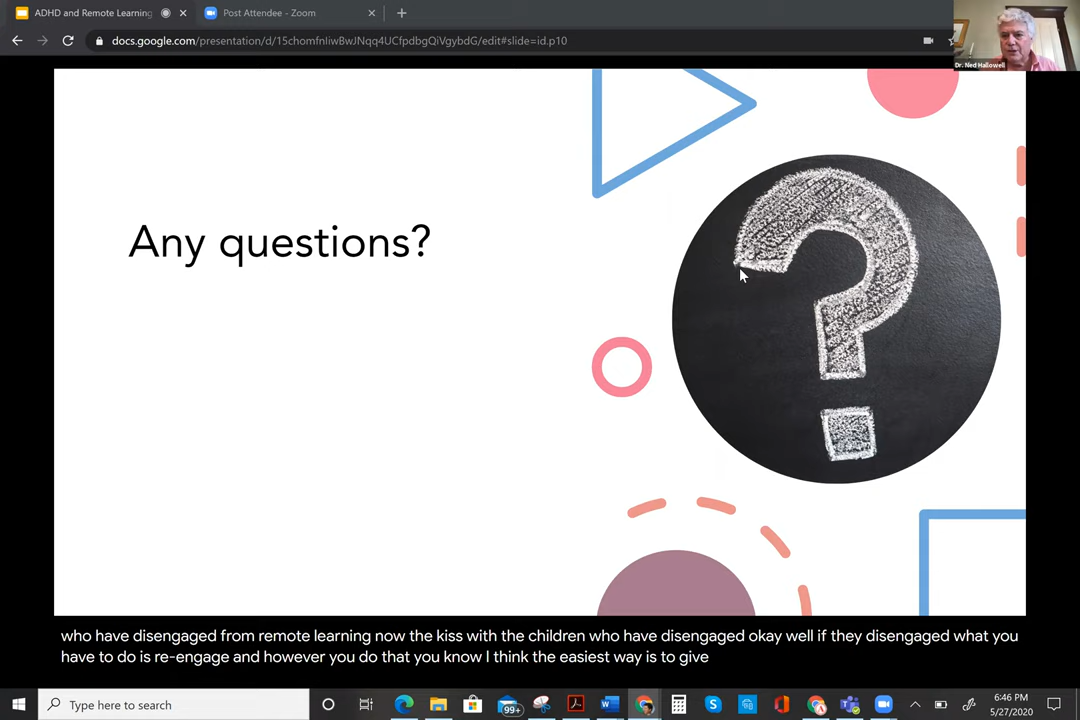 ADHD and Remote Learning
Post Attendee - Zoom
docs.google.com/presentation/d/15chomfnIiwBwJNqq4UCfpdbgQiVgybdG/edit#slide=id.p10
Dr. Ned Hallowell
Any questions?
who have disengaged from remote learning now the kiss with the children who have disengaged okay well if they disengaged what you
have to do is re-engage and however you do that you know I think the easiest way is to give
Type here to search
99+
6:46 PM
5/27/2020